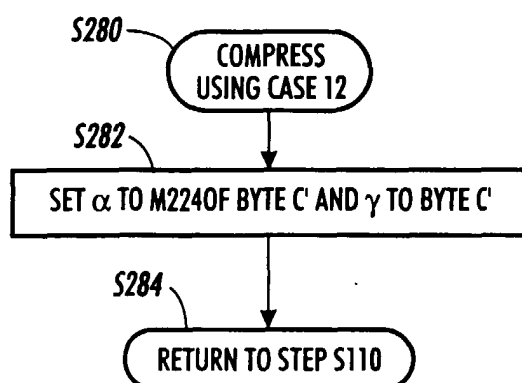 S280
COMPRESS
USING CASE 12
S282
SET α TO M224OF BYTE C' AND γ TO BYTE C'
S284
RETURN TO STEP S110